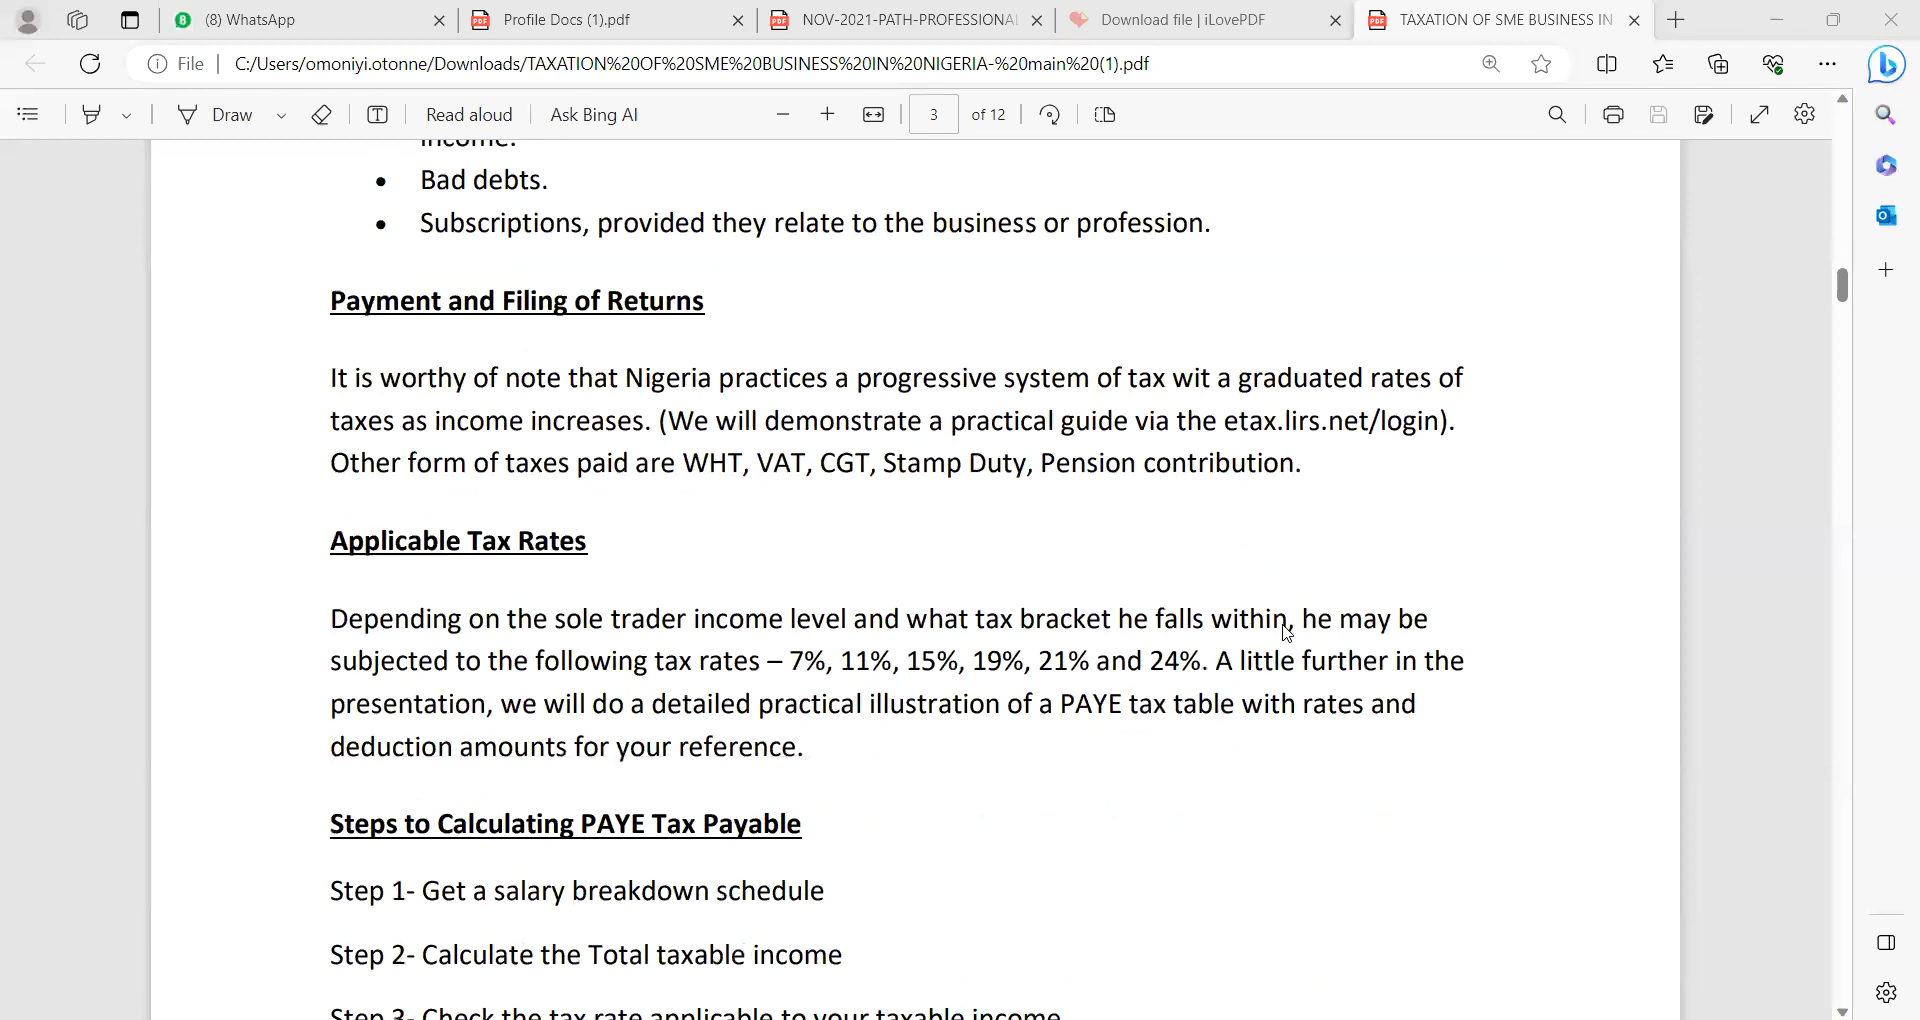 (8) WhatsApp
Profile Docs (1).pdf
NOV-2021-PATH-PROFESSIONAL
Download file | iLovePDF
TAXATION OF SME BUSINESS IN
File
C:/Users/omoniyi.otonne/Downloads/TAXATION%20OF%20SME%20BUSINESS%20IN%20NIGERIA-%20main%20(1).pdf
Draw
Read aloud
Ask Bing AI
3
of 12
income.
• Bad debts.
• Subscriptions, provided they relate to the business or profession.
Payment and Filing of Returns
It is worthy of note that Nigeria practices a progressive system of tax wit a graduated rates of
taxes as income increases. (We will demonstrate a practical guide via the etax.lirs.net/login).
Other form of taxes paid are WHT, VAT, CGT, Stamp Duty, Pension contribution.
Applicable Tax Rates
Depending on the sole trader income level and what tax bracket he falls within, he may be
subjected to the following tax rates – 7%, 11%, 15%, 19%, 21% and 24%. A little further in the
presentation, we will do a detailed practical illustration of a PAYE tax table with rates and
deduction amounts for your reference.
Steps to Calculating PAYE Tax Payable
Step 1- Get a salary breakdown schedule
Step 2- Calculate the Total taxable income
Step 3- Check the tax rate applicable to your taxable income